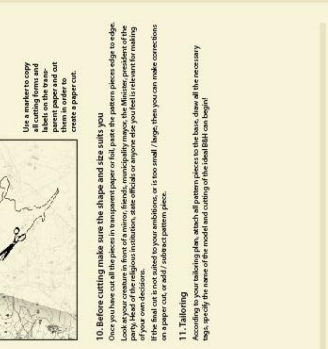 Use a marker to copy
all cutting forms and
labels on the trans-
parent paper and cut
them in order to
create a paper cut.
10. Before cutting make sure the shape and size suits you
Once you have cut all the pieces in transparent paper or foil, paste the pattern pieces edge to edge.
Look at your creature in front of a mirror, friends, municipality mayor, the Minister, president of the
party. Head of the religious institution, state officials or anyone else you feel is relevant for making
of your own decisions.
If the final cut is not suited to your ambitions, or is too small / large, then you can make corrections
on a paper cut, or add / subtract pattern piece.
11. Tailoring
According to your tailoring plan, attach all pattern pieces to the base, draw all the necessary
tags, specify the name of the model and cutting of the ideal B&H can begin!